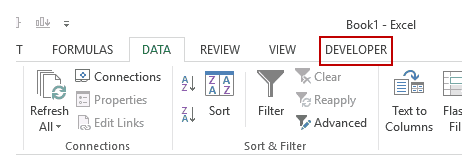 Book1 - Excel
T FORMULAS DATA REVIEW VIEW DEVELOPER
Refresh All
Connections
Properties
Edit Links
Connections
A Z
Z A
Z A A Z
Sort
Filter
Clear
Reapply
Advanced
Sort & Filter
Text to Columns
Flas
Fil